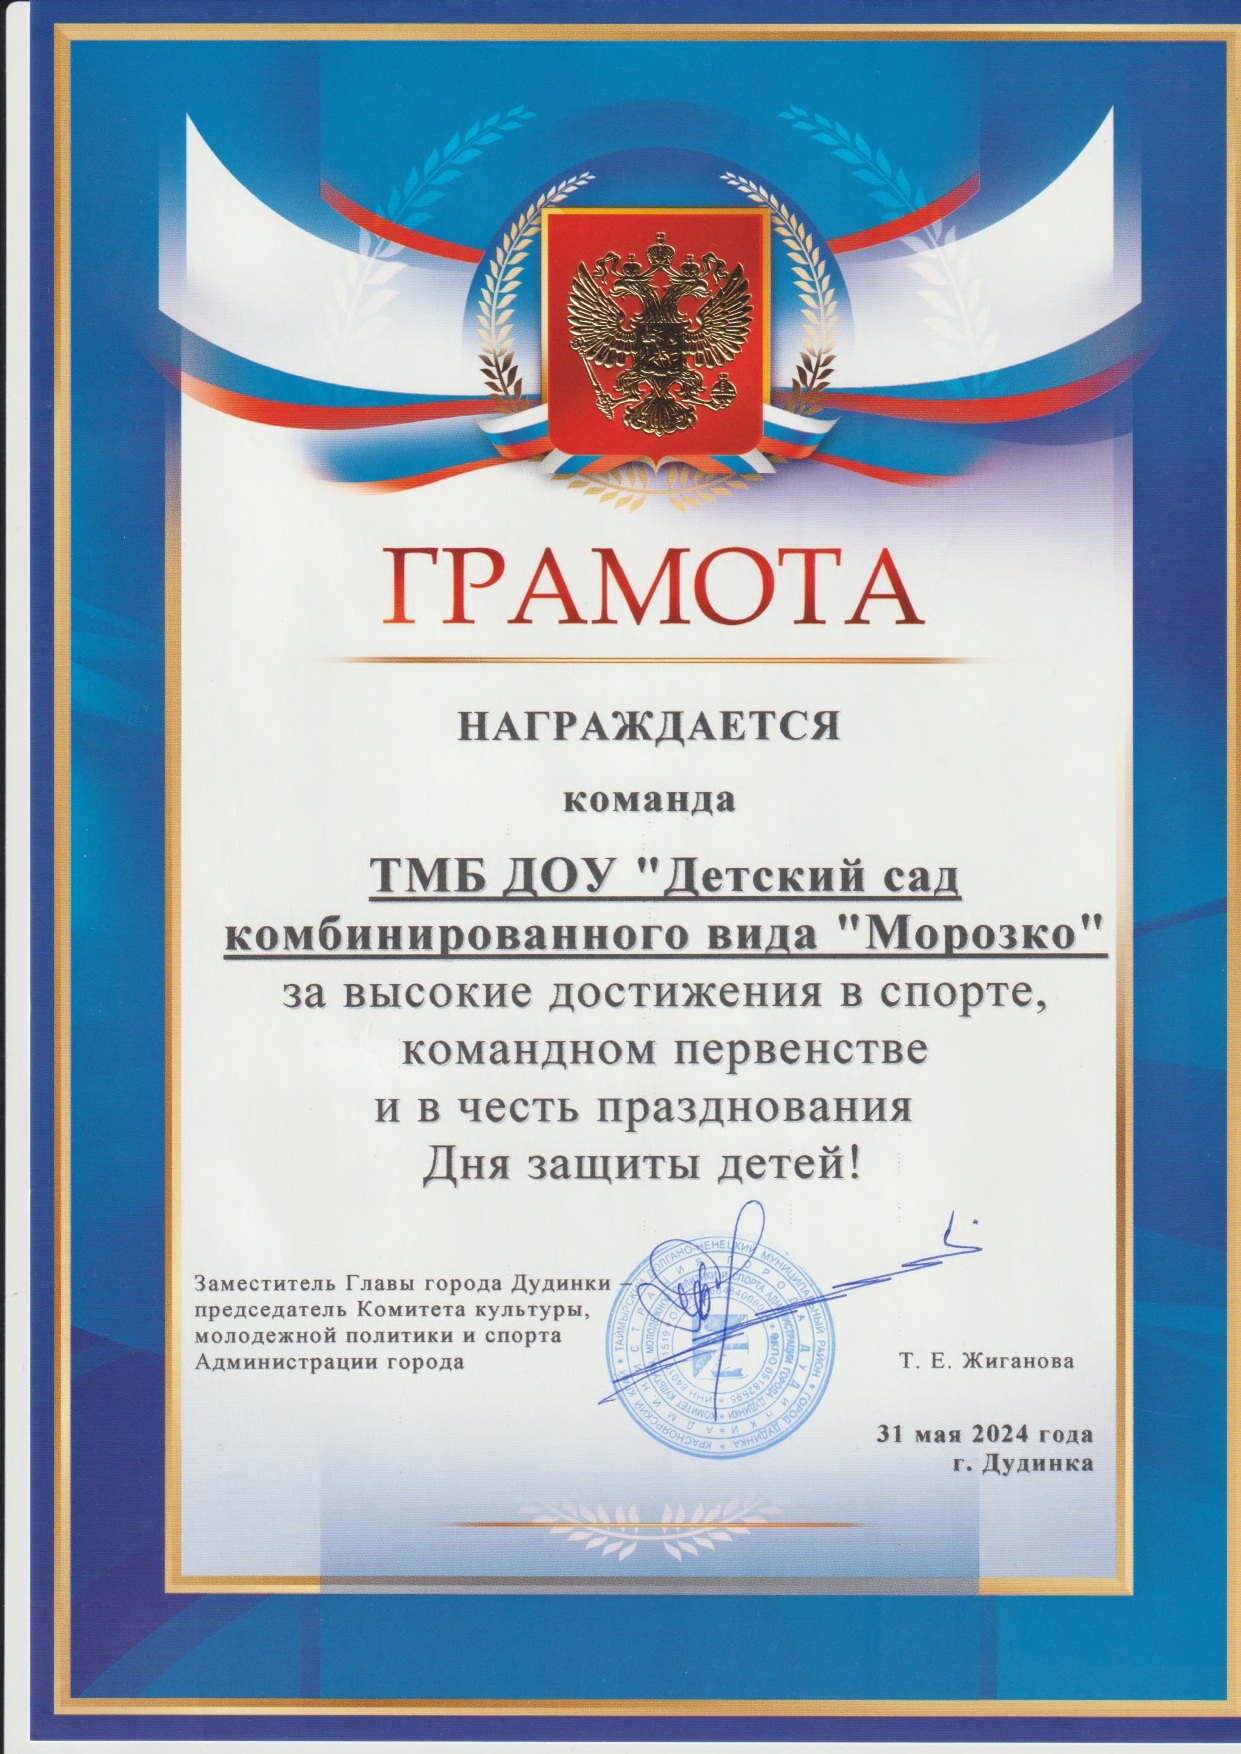 ГРАМОТА
НАГРАЖДАЕТСЯ
команда
ТМБ ДОУ "Детский сад
комбинированного вида "Морозко"
за высокие достижения в спорте,
командном первенстве
и в честь празднования
Дня защиты детей!
Заместитель Главы города Дудинки –
председатель Комитета культуры,
молодежной политики и спорта
Администрации города
Т. Е. Жиганова
31 мая 2024 года
г. Дудинка